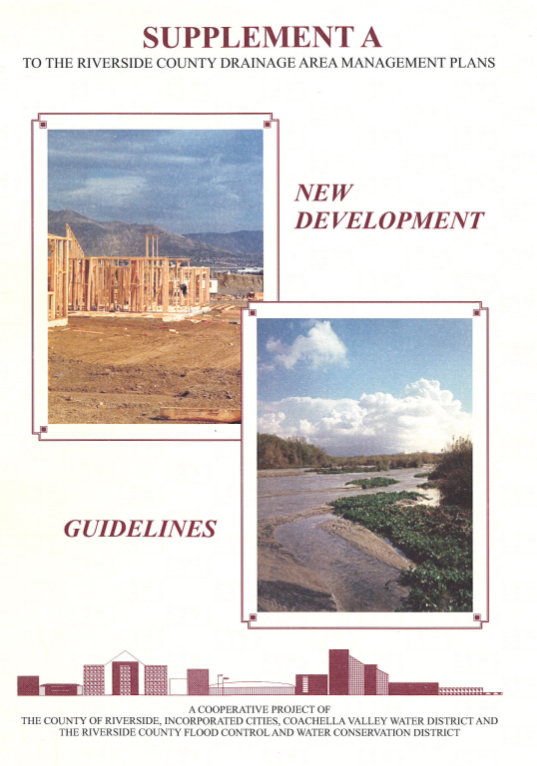 SUPPLEMENT A
TO THE RIVERSIDE COUNTY DRAINAGE AREA MANAGEMENT PLANS
NEW
DEVELOPMENT
GUIDELINES
A COOPERATIVE PROJECT OF
THE COUNTY OF RIVERSIDE, INCORPORATED CITIES, COACHELLA VALLEY WATER DISTRICT AND
THE RIVERSIDE COUNTY FLOOD CONTROL AND WATER CONSERVATION DISTRICT